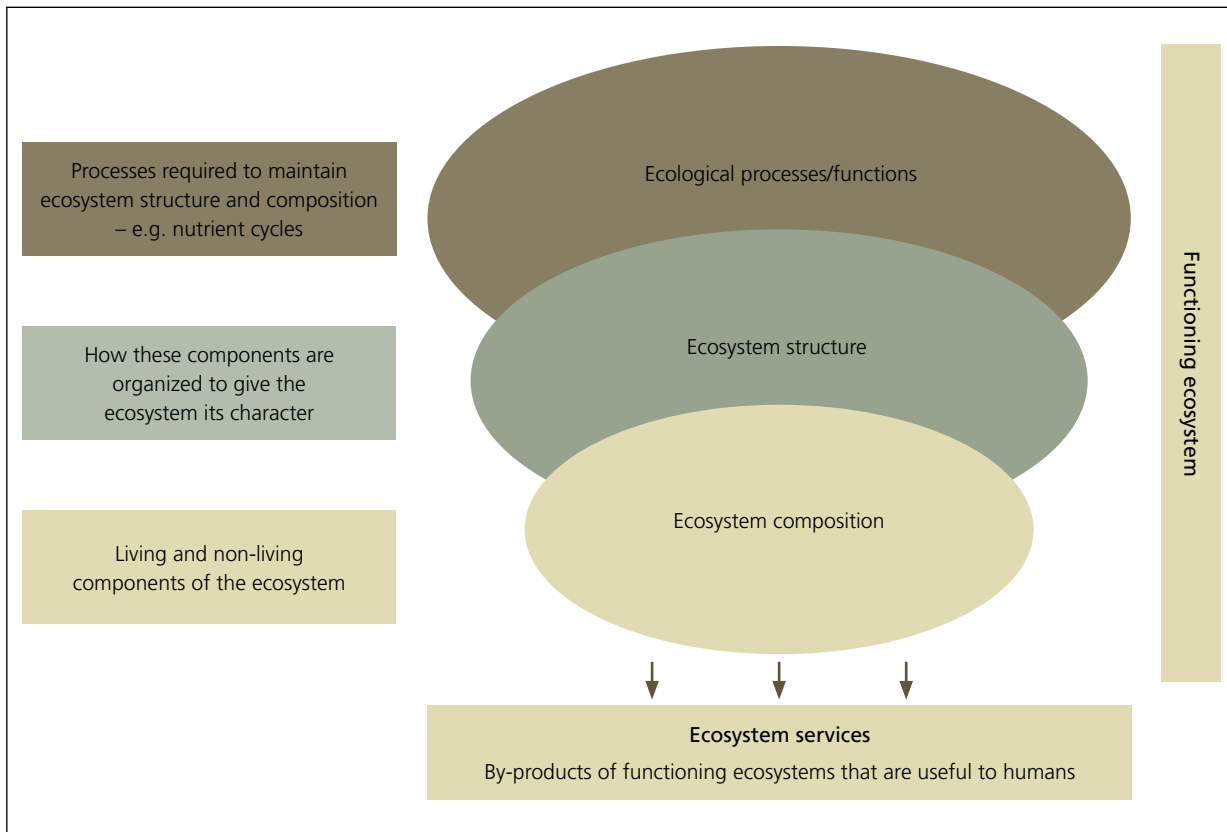 Processes required to maintain
ecosystem structure and composition
– e.g. nutrient cycles
Ecological processes/functions
How these components are
organized to give the
ecosystem its character
Ecosystem structure
Living and non-living
components of the ecosystem
Ecosystem composition
Functioning ecosystem
Ecosystem services
By-products of functioning ecosystems that are useful to humans